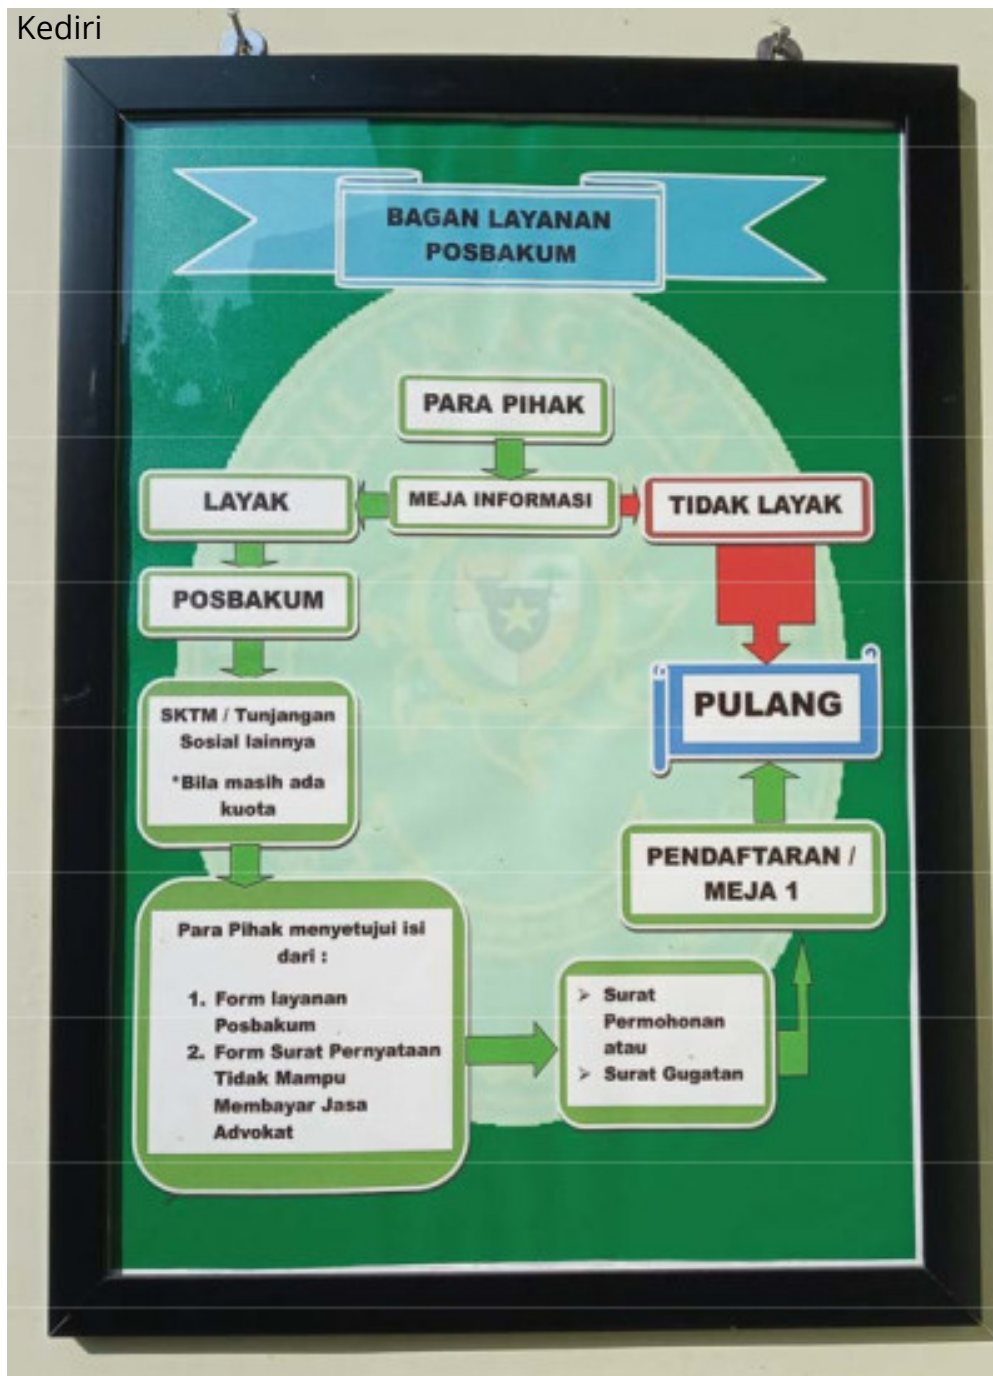 Kediri
BAGAN LAYANAN
POSBAKUM
PARA PIHAK
LAYAK
MEJA INFORMASI
TIDAK LAYAK
POSBAKUM
SKTM / Tunjangan
Sosial lainnya
*Bila masih ada
kuota
PULANG
PENDAFTARAN /
MEJA 1
Para Pihak menyetujui isi
dari :
1. Form layanan
Posbakum
2. Form Surat Pernyataan
Tidak Mampu
Membayar Jasa
Advokat
➢ Surat
Permohonan
atau
➢ Surat Gugatan